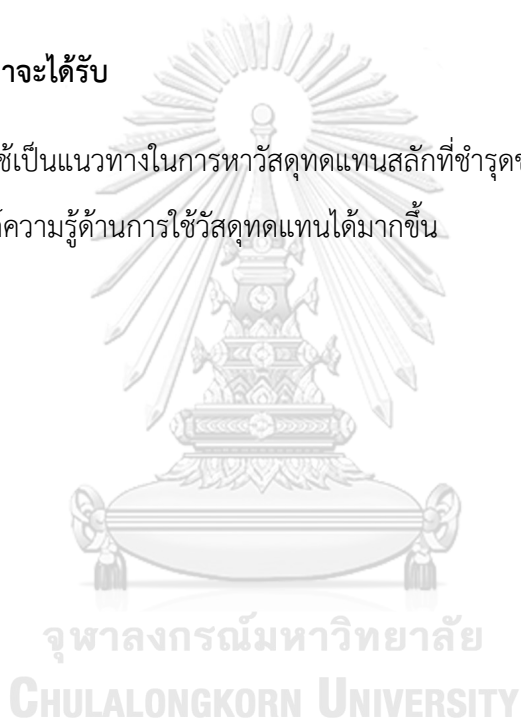 าจะได้รับ
ช้เป็นแนวทางในการหาวัสดุทดแทนสลักที่ชำรุดข
ความรู้ด้านการใช้วัสดุทดแทนได้มากขึ้น
จุฬาลงกรณ์มหาวิทยาลัย
CHULALONGKORN UNIVERSITY